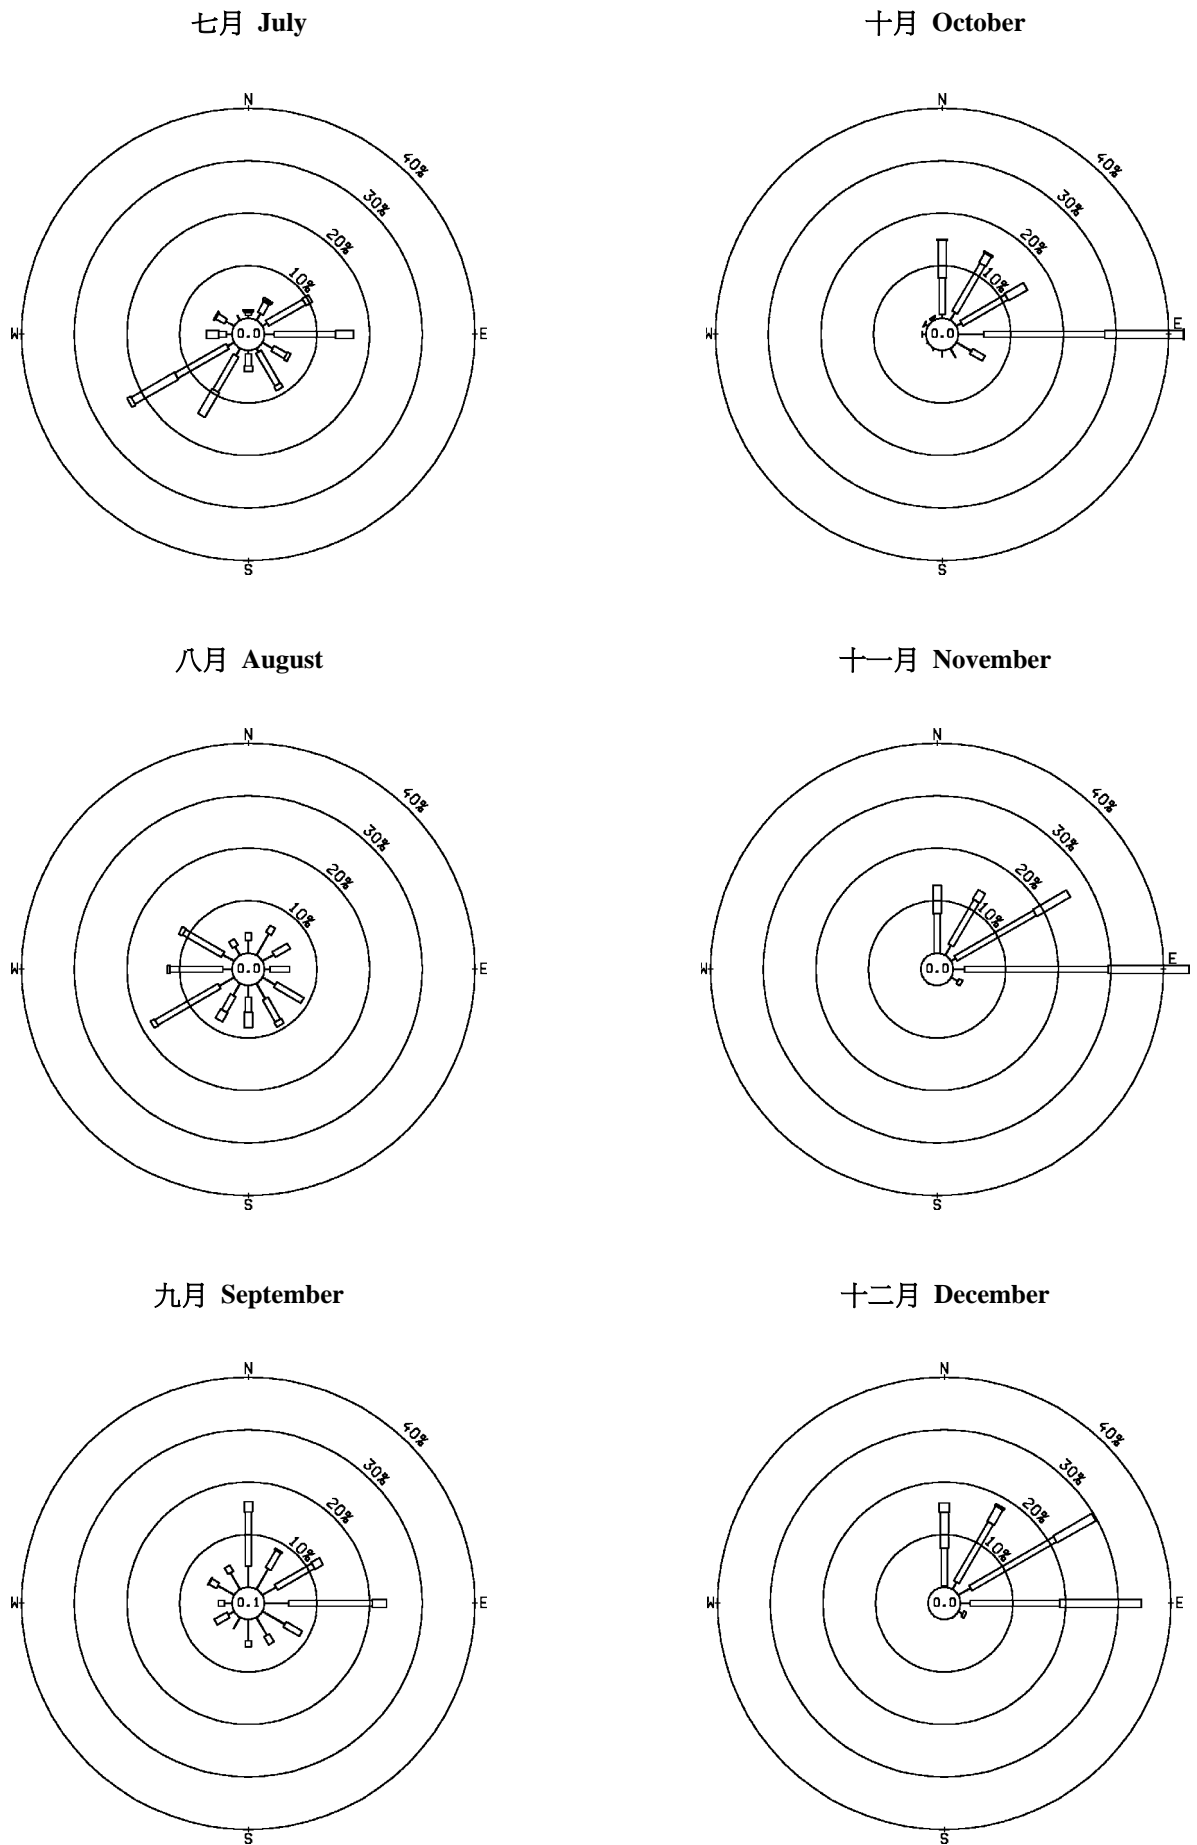 七月 July
N
40%
30%
20%
10%
W
0.0
E
S
十月 October
N
40%
30%
20%
10%
W
0.0
E
E
S
八月 August
N
40%
30%
20%
10%
W
0.0
E
S
十一月 November
N
40%
30%
20%
10%
W
0.0
E
S
九月 September
N
40%
30%
20%
10%
W
0.1
E
S
十二月 December
N
40%
30%
20%
10%
W
0.0
E
S